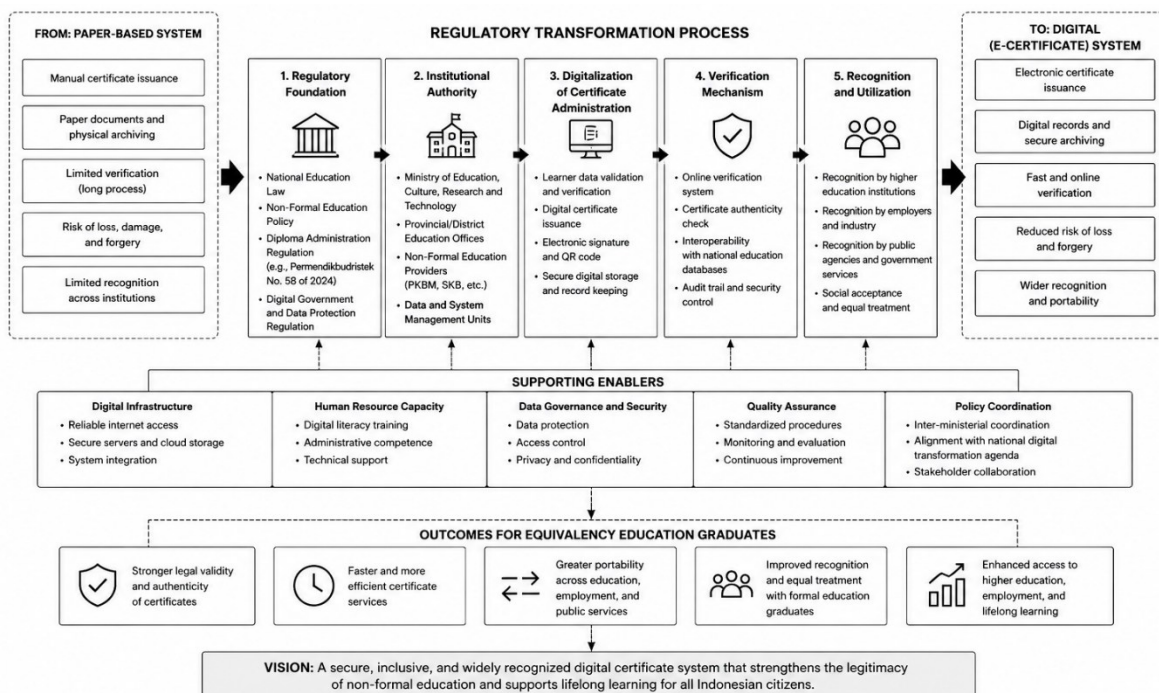 FROM: PAPER-BASED SYSTEM
Manual certificate issuance
Paper documents and
physical archiving
Limited verification
(long process)
Risk of loss, damage,
and forgery
Limited recognition
across institutions
REGULATORY TRANSFORMATION PROCESS
1. Regulatory
Foundation
• National Education
Law
• Non-Formal Education
Policy
• Diploma Administration
Regulation
(e.g., Permendikbudristek
No. 58 of 2024)
• Digital Government
and Data Protection
Regulation
2. Institutional
Authority
• Ministry of Education,
Culture, Research and
Technology
• Provincial/District
Education Offices
• Non-Formal Education
Providers
(PKBM, SKB, etc.)
• Data and System
Management Units
3. Digitalization
of Certificate
Administration
• Learner data validation
and verification
• Digital certificate
issuance
• Electronic signature
and QR code
• Secure digital storage
and record keeping
4. Verification
Mechanism
• Online verification
system
• Certificate authenticity
check
• Interoperability
with national education
databases
• Audit trail and security
control
5. Recognition
and Utilization
• Recognition by higher
education institutions
• Recognition by employers
and industry
• Recognition by public
agencies and government
services
• Social acceptance
and equal treatment
TO: DIGITAL
(E-CERTIFICATE) SYSTEM
Electronic certificate
issuance
Digital records and
secure archiving
Fast and online
verification
Reduced risk of loss
and forgery
Wider recognition
and portability
SUPPORTING ENABLERS
Digital Infrastructure
• Reliable internet access
• Secure servers and cloud storage
• System integration
Human Resource Capacity
• Digital literacy training
• Administrative competence
• Technical support
Data Governance and Security
• Data protection
• Access control
• Privacy and confidentiality
Quality Assurance
• Standardized procedures
• Monitoring and evaluation
• Continuous improvement
Policy Coordination
• Inter-ministerial coordination
• Alignment with national digital
transformation agenda
• Stakeholder collaboration
OUTCOMES FOR EQUIVALENCY EDUCATION GRADUATES
Stronger legal validity
and authenticity
of certificates
Faster and more
efficient certificate
services
Greater portability
across education,
employment, and
public services
Improved recognition
and equal treatment
with formal education
graduates
Enhanced access to
higher education,
employment, and
lifelong learning
VISION: A secure, inclusive, and widely recognized digital certificate system that strengthens the legitimacy
of non-formal education and supports lifelong learning for all Indonesian citizens.